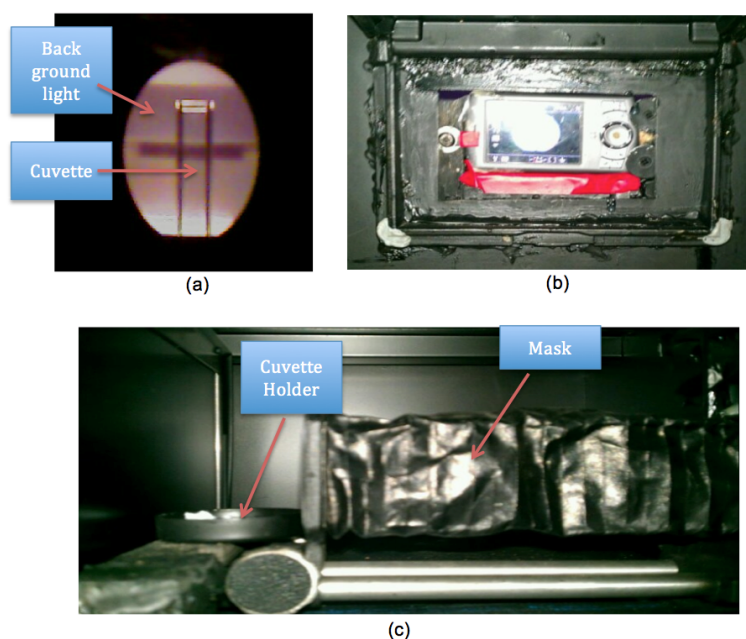 Back
ground
light
Cuvette
(a)
(b)
Cuvette
Holder
Mask
(c)